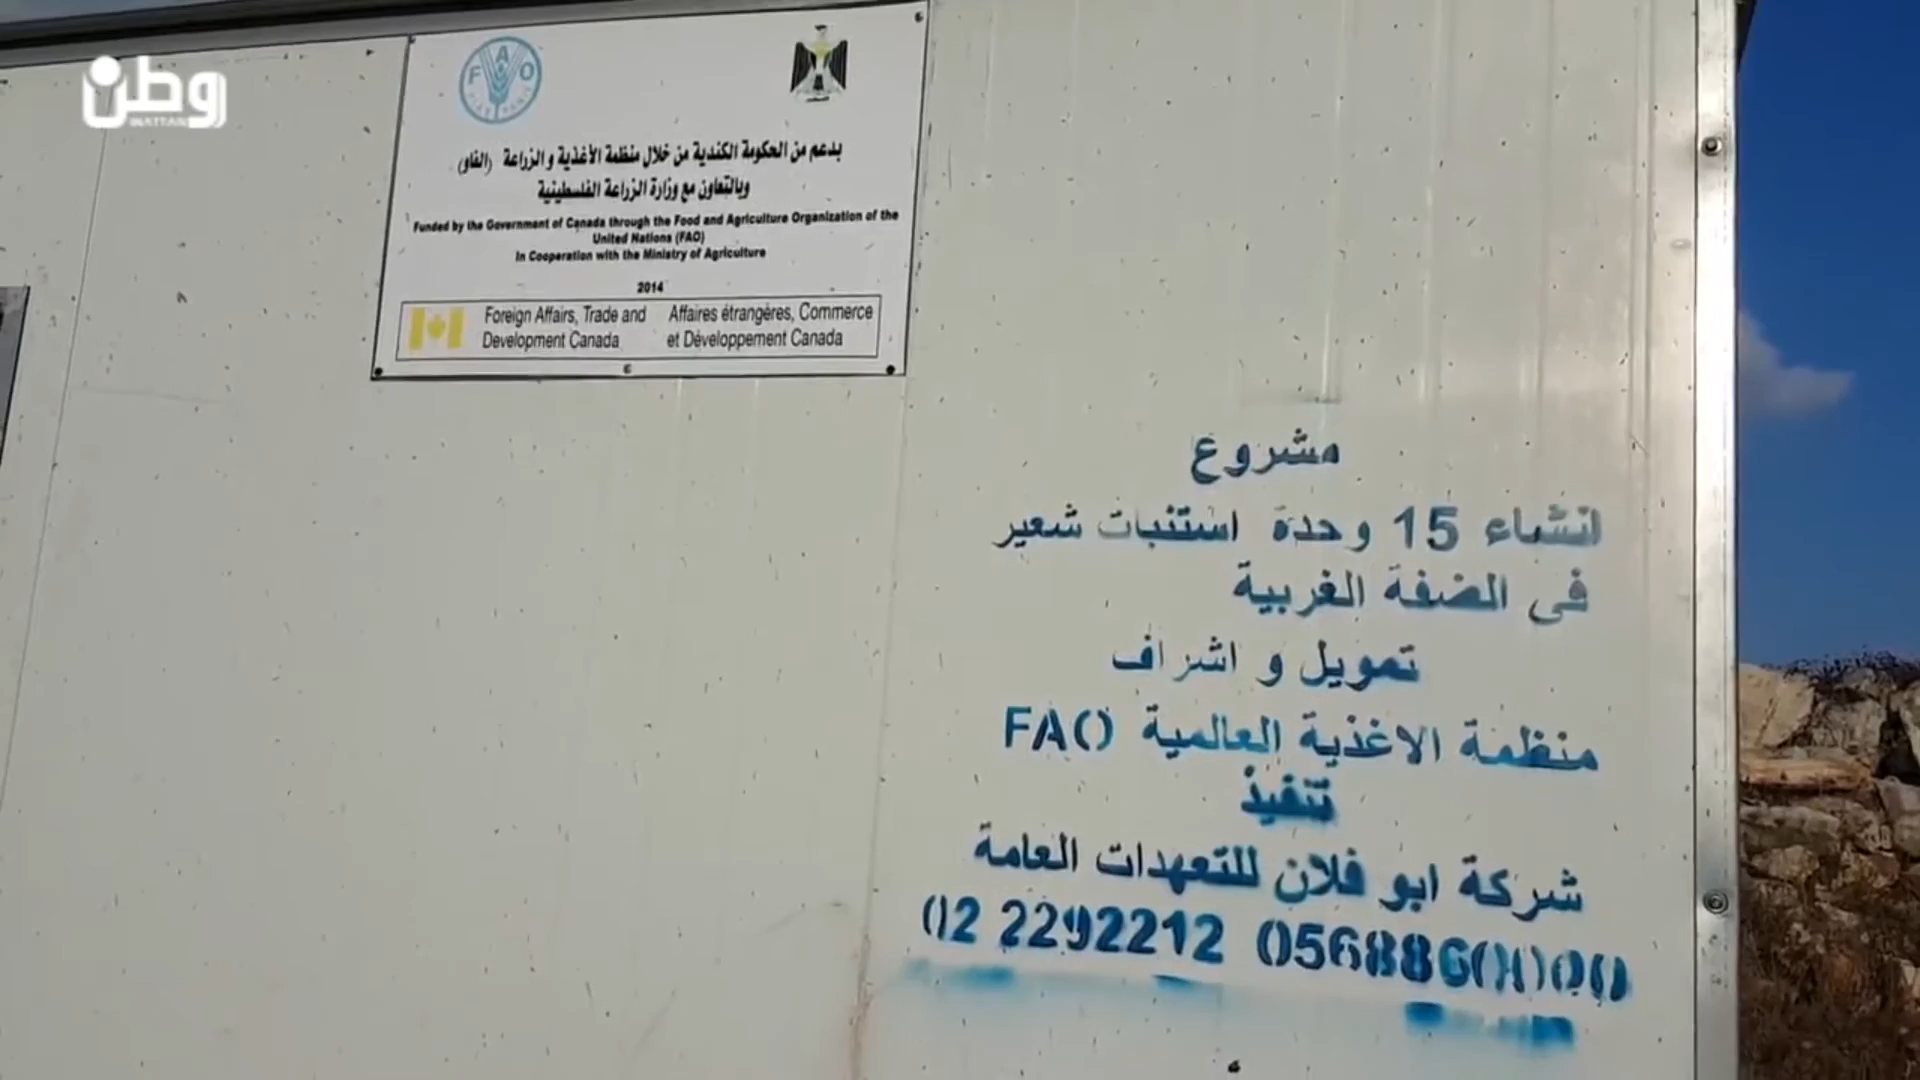 وطن
WATTAN
FAO
FIAT PANIS
بدعم من الحكومة الكندية من خلال منظمة الأغذية و الزراعة (الفاو)
وبالتعاون مع وزارة الزراعة الفلسطينية
Funded by the Government of Canada through the Food and Agriculture Organization of the
United Nations (FAO)
In Cooperation with the Ministry of Agriculture
2014
Foreign Affairs, Trade and
Development Canada
Affaires étrangères, Commerce
et Développement Canada
مشروع
انشاء 15 وحدة استنبات شعير
فى الضفة الغربية
تمويل و اشراف
منظمة الاغذية العالمية FAO
تنفيذ
شركة ابو فلان للتعهدات العامة
02 2292212 0568860000